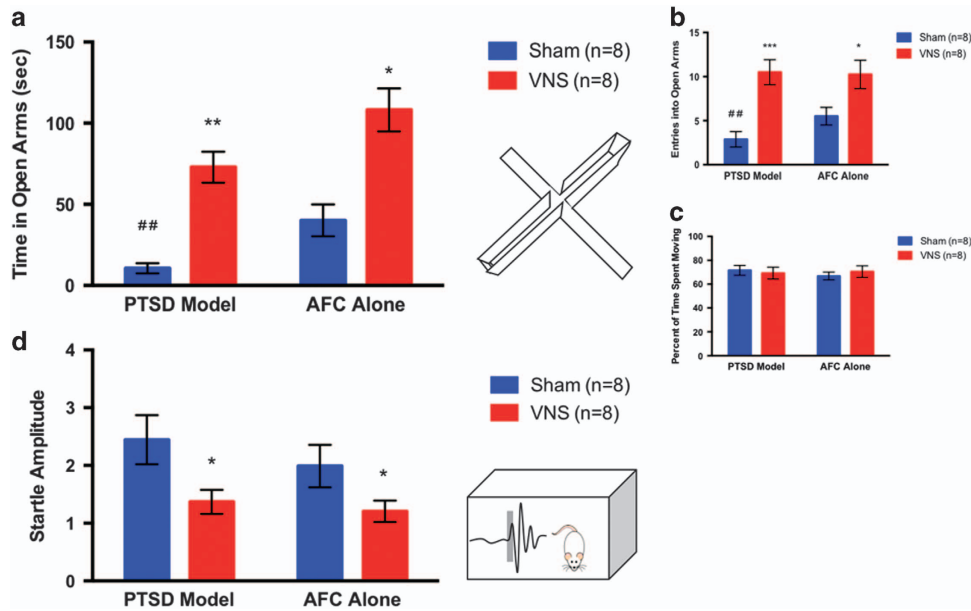 a
Time in Open Arms (sec)
150
100
50
0
##
**
*
PTSD Model
AFC Alone
Sham (n=8)
VNS (n=8)
b
Entries into Open Arms
15
10
5
0
##
***
*
PTSD Model
AFC Alone
Sham (n=8)
VNS (n=8)
c
Percent of Time Spent Moving
100
80
60
40
20
0
PTSD Model
AFC Alone
Sham (n=8)
VNS (n=8)
d
Startle Amplitude
4
3
2
1
0
*
*
PTSD Model
AFC Alone
Sham (n=8)
VNS (n=8)